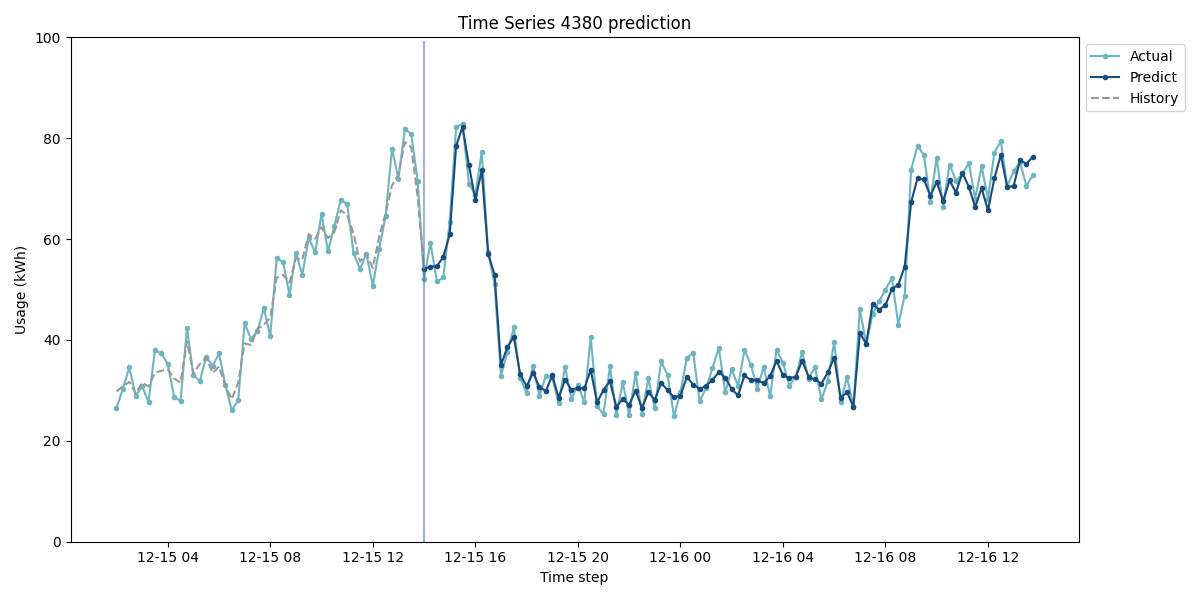 Time Series 4380 prediction
100
80
60
40
20
0
Usage (kWh)
12-15 04
12-15 08
12-15 12
12-15 16
12-15 20
12-16 00
12-16 04
12-16 08
12-16 12
Time step
Actual
Predict
History